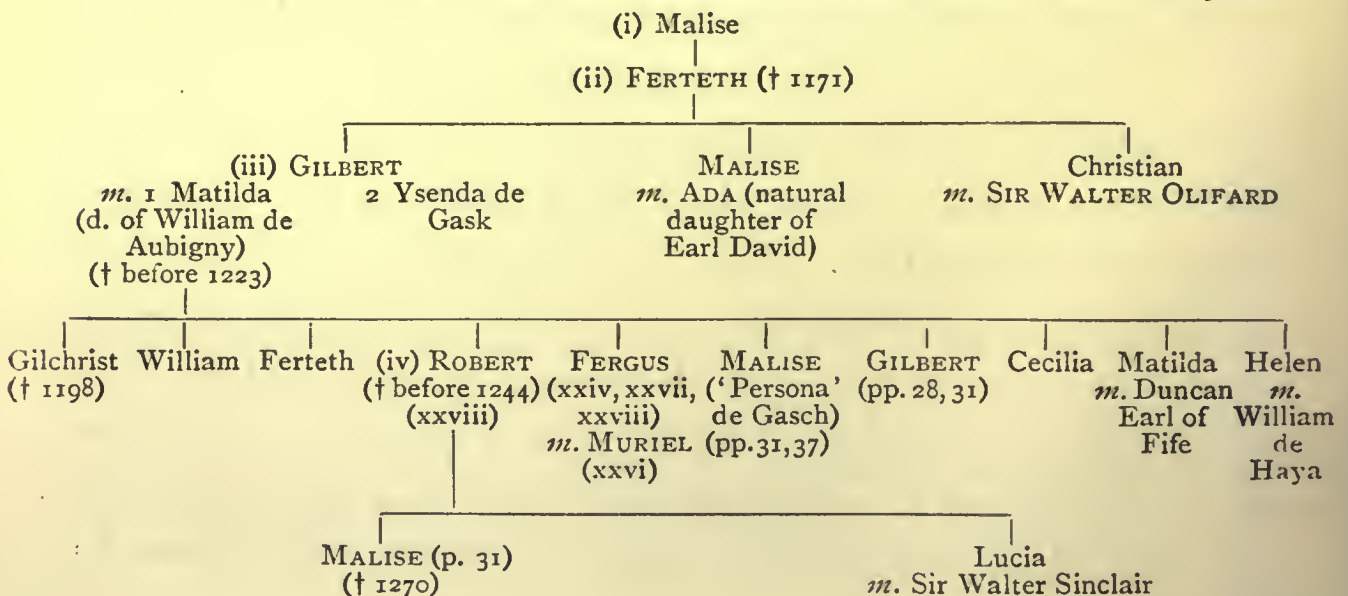 (i) Malise
(ii) FERTETH († 1171)
(iii) GILBERT MALISE Christian
m. 1 Matilda 2 Ysenda de m. ADA (natural m. SIR WALTER OLIFARD
(d. of William de Gask daughter of
Aubigny) Earl David)
(† before 1223)
Gilchrist William Ferteth (iv) ROBERT FERGUS MALISE GILBERT Cecilia Matilda Helen
(† 1198) († before 1244) (xxiv, xxvii, (‘Persona’ (pp. 28, 31) m. Duncan m.
(xxviii) xxviii) de Gasch) Earl of William
m. MURIEL (pp. 31, 37) Fife de
(xxvi) Haya
MALISE (p. 31) Lucia
(† 1270) m. Sir Walter Sinclair